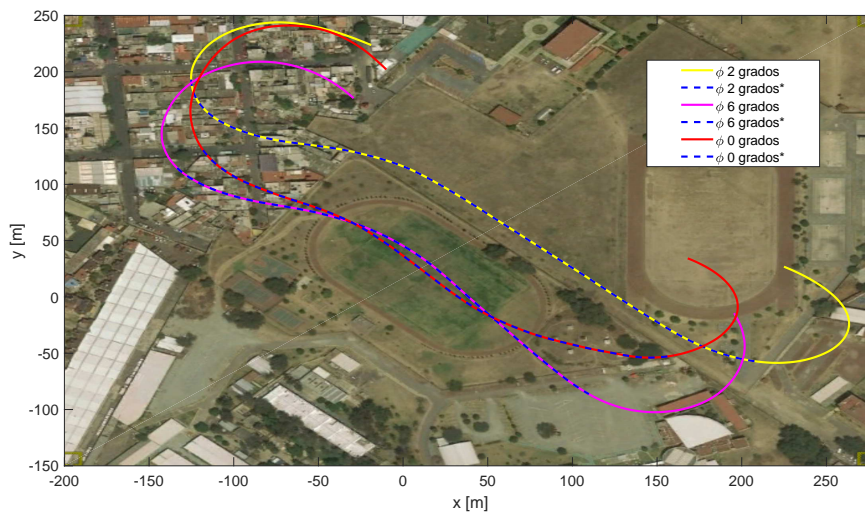 250
200
150
100
50
0
-50
-100
-150
y [m]
ϕ 2 grados
ϕ 2 grados*
ϕ 6 grados
ϕ 6 grados*
ϕ 0 grados
ϕ 0 grados*
-200 -150 -100 -50 0 50 100 150 200 250
x [m]